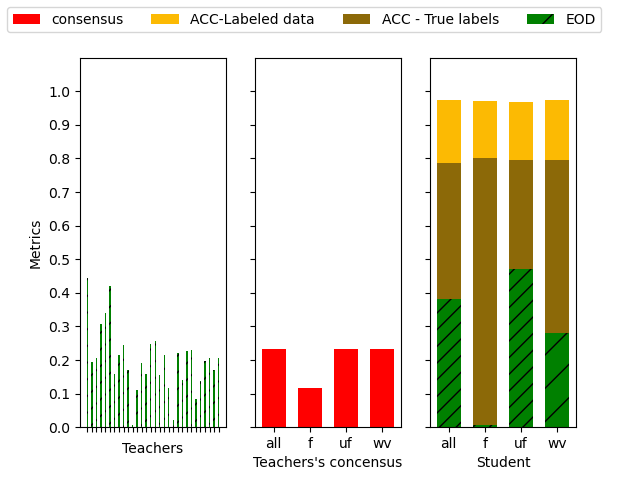 consensus ACC-Labeled data ACC - True labels EOD
Metrics
1.0
0.9
0.8
0.7
0.6
0.5
0.4
0.3
0.2
0.1
0.0
all f uf wv all f uf wv
Teachers Teachers's concensus Student